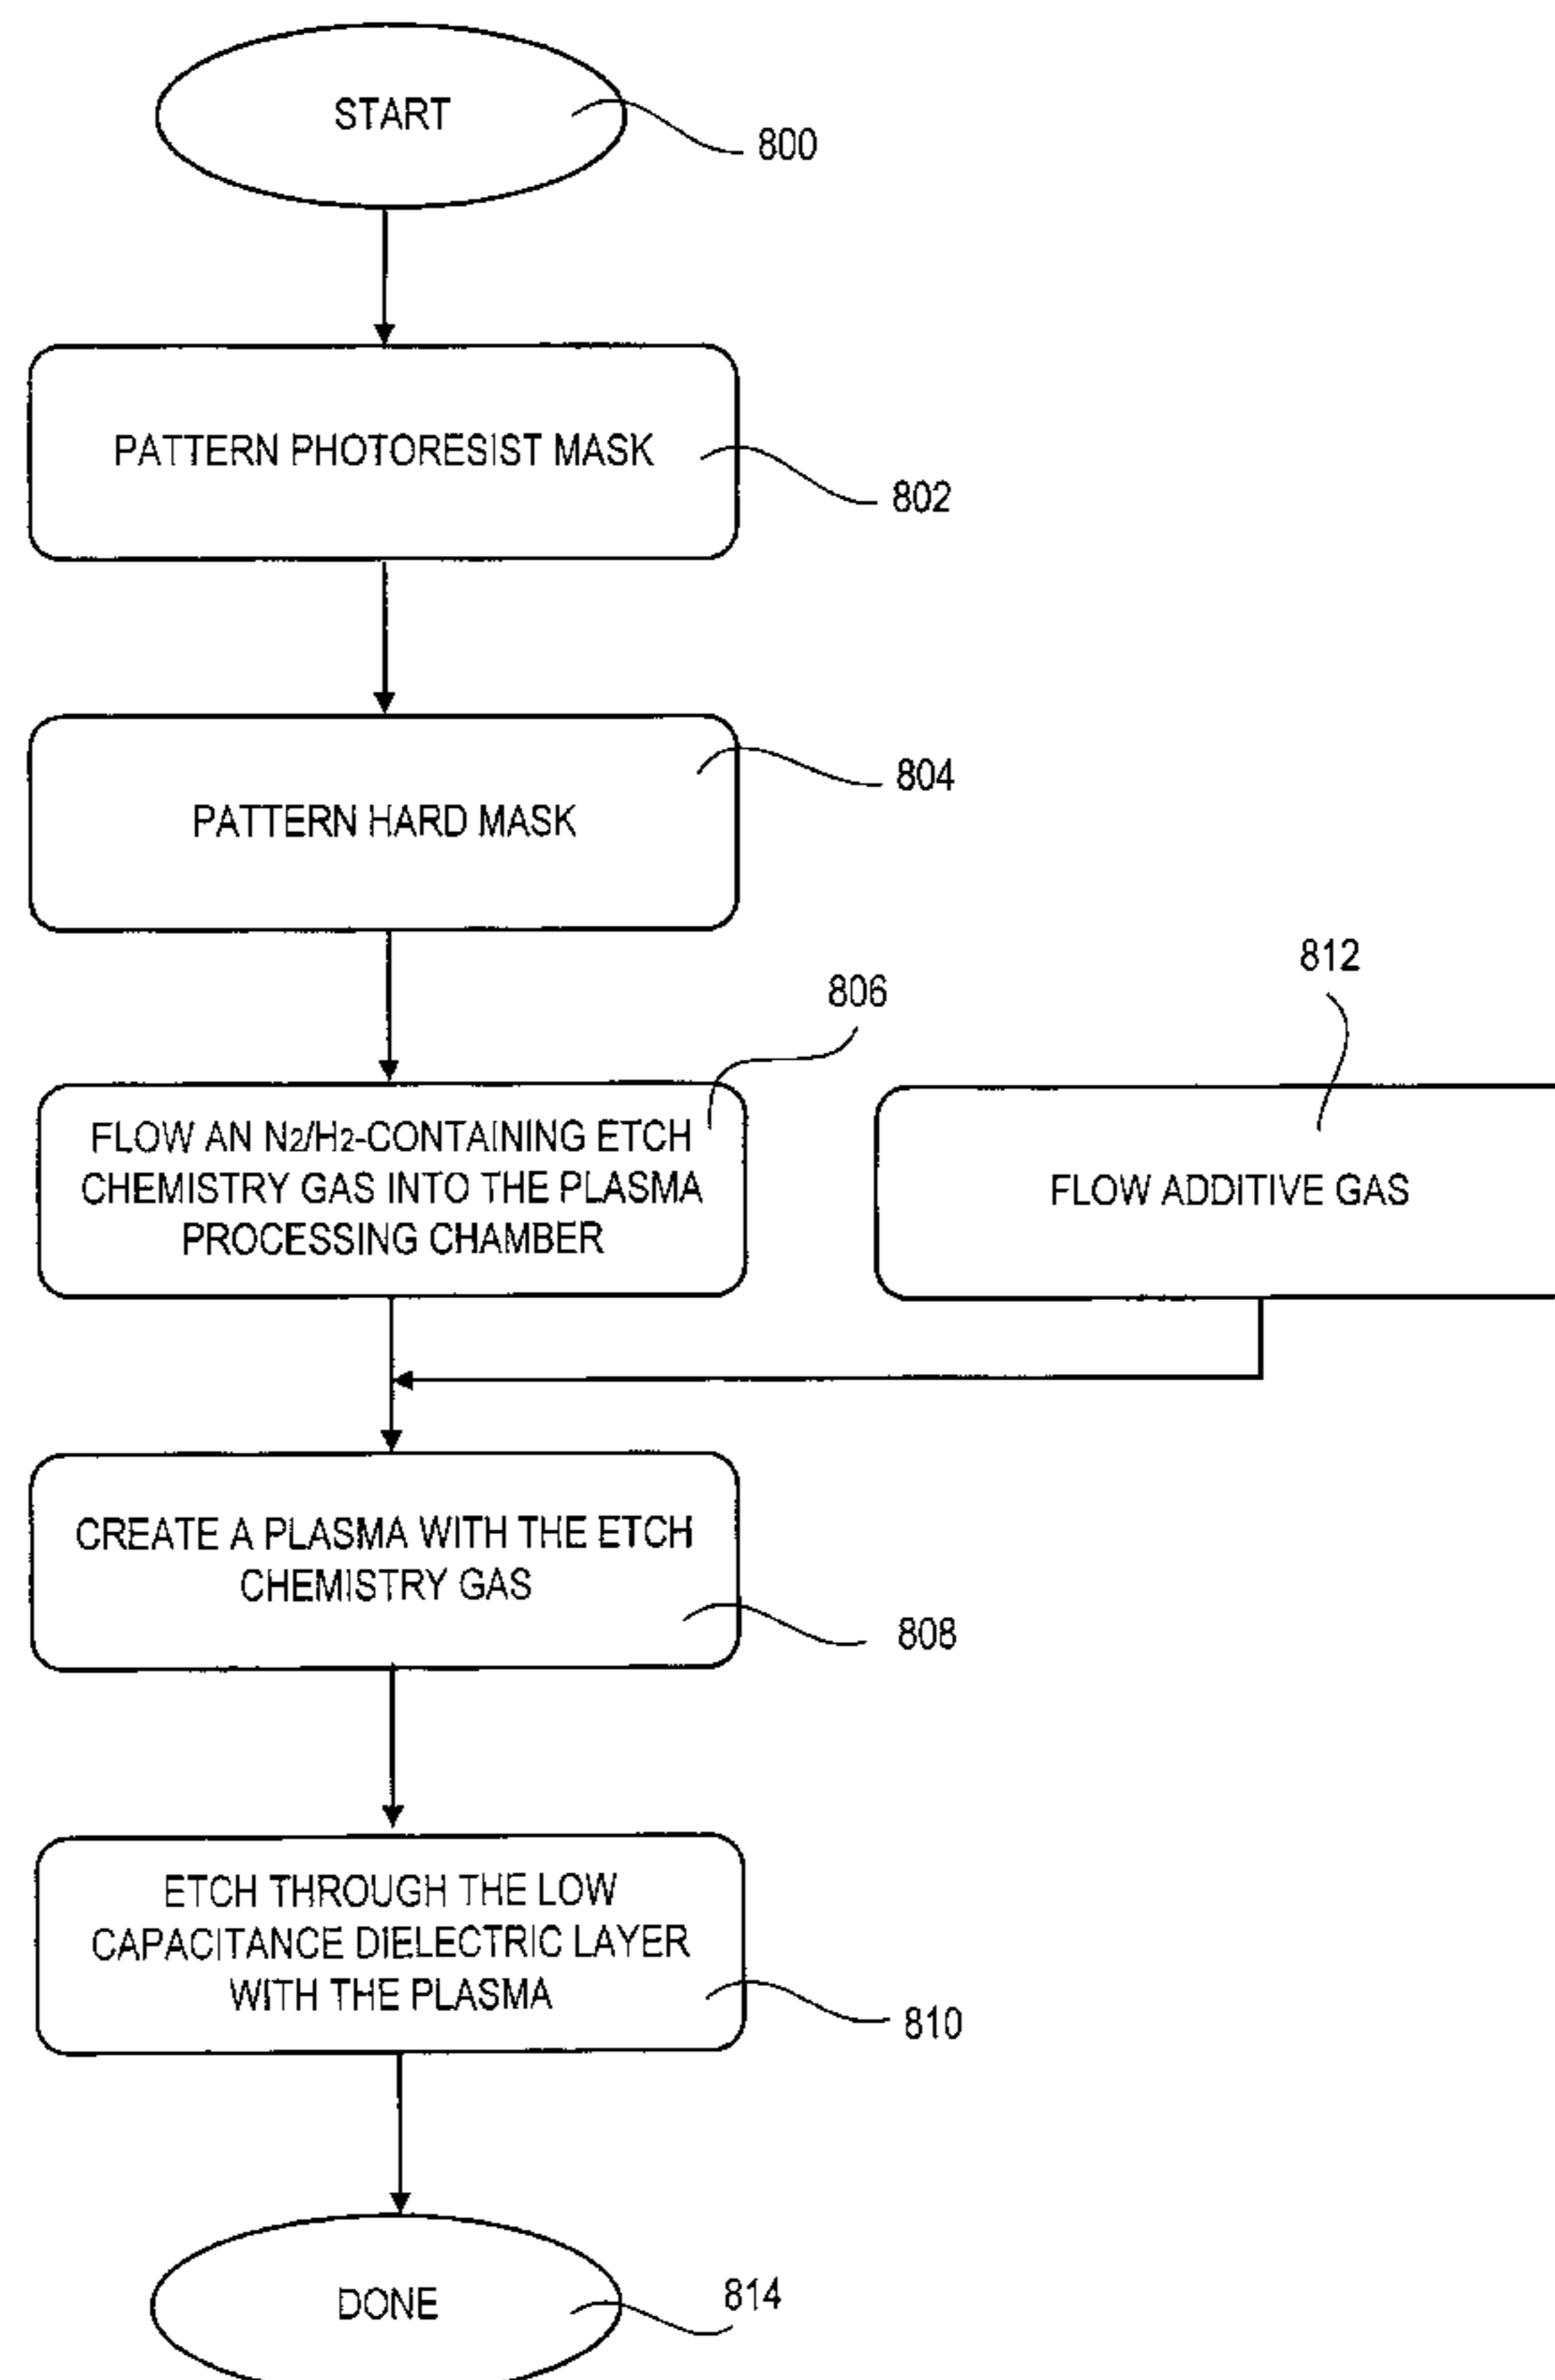 START
800
PATTERN PHOTORESIST MASK
802
804
PATTERN HARD MASK
812
806
FLOW AN N2/H2-CONTAINING ETCH
CHEMISTRY GAS INTO THE PLASMA
PROCESSING CHAMBER
FLOW ADDITIVE GAS
CREATE A PLASMA WITH THE ETCH
CHEMISTRY GAS
808
ETCH THROUGH THE LOW
CAPACITANCE DIELECTRIC LAYER
WITH THE PLASMA
810
DONE
814